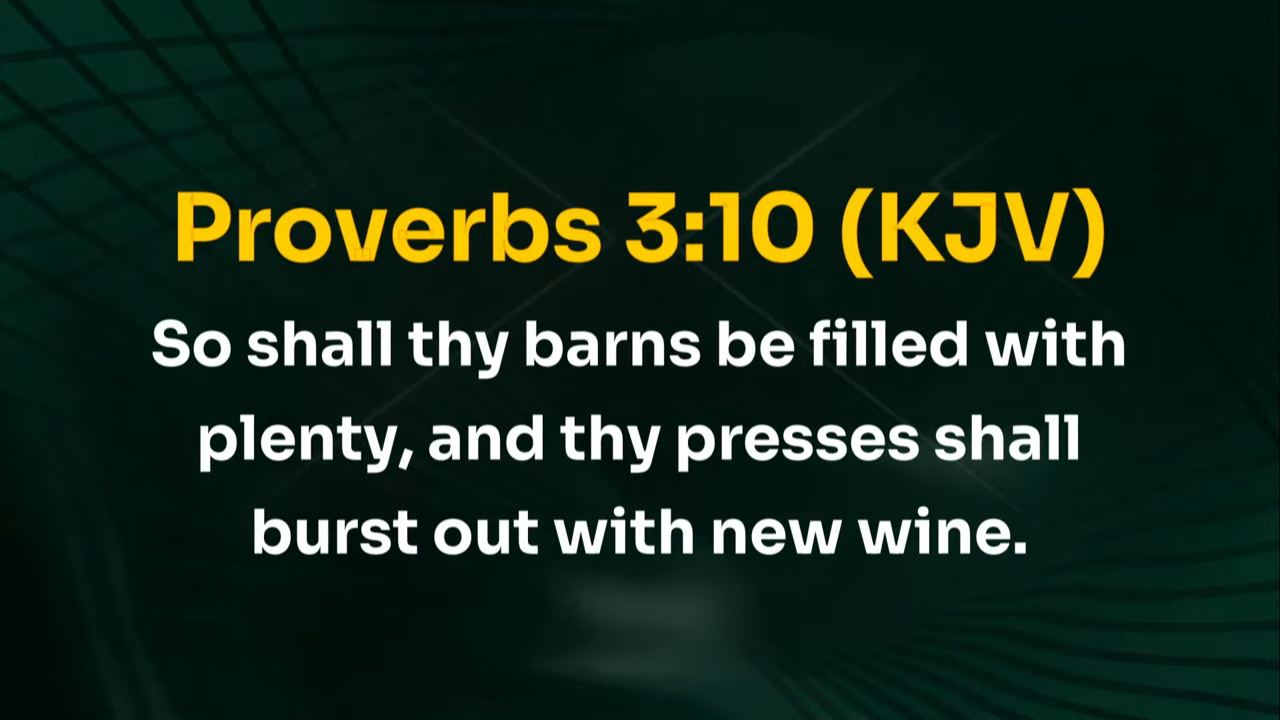 Proverbs 3:10 (KJV)
So shall thy barns be filled with
plenty, and thy presses shall
burst out with new wine.